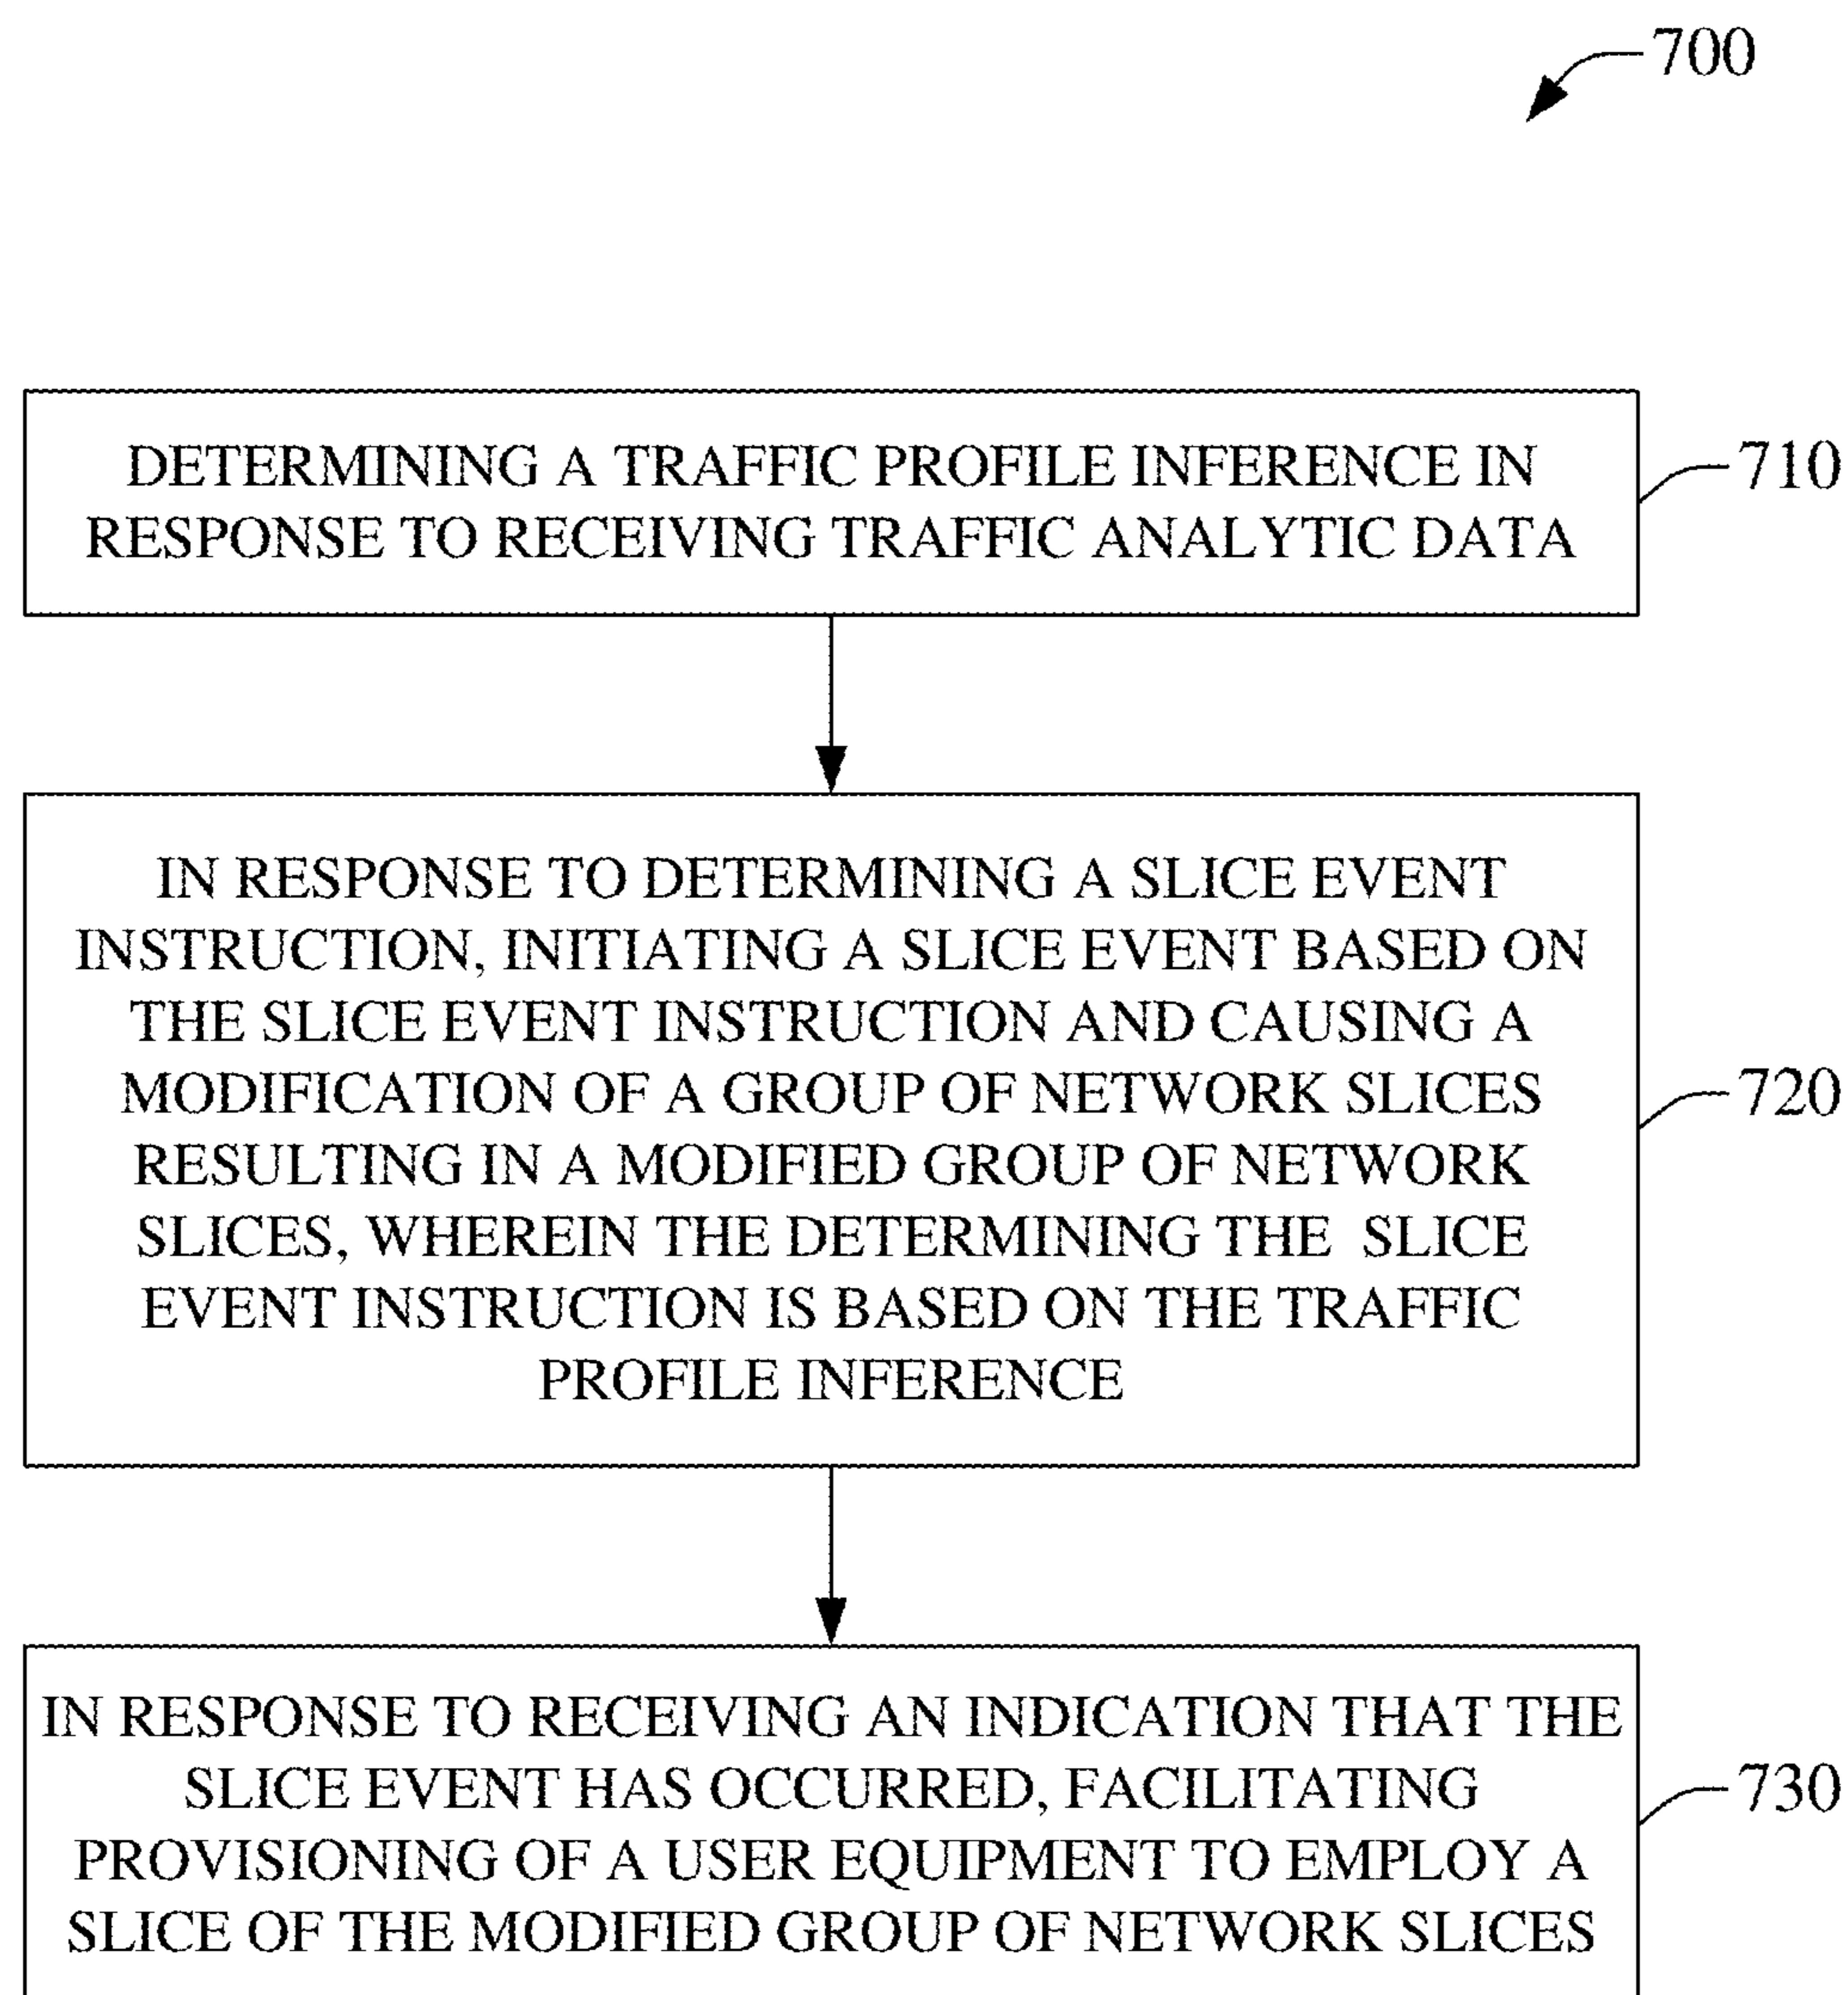 700
DETERMINING A TRAFFIC PROFILE INFERENCE IN
RESPONSE TO RECEIVING TRAFFIC ANALYTIC DATA
710
IN RESPONSE TO DETERMINING A SLICE EVENT
INSTRUCTION, INITIATING A SLICE EVENT BASED ON
THE SLICE EVENT INSTRUCTION AND CAUSING A
MODIFICATION OF A GROUP OF NETWORK SLICES
RESULTING IN A MODIFIED GROUP OF NETWORK
SLICES, WHEREIN THE DETERMINING THE SLICE
EVENT INSTRUCTION IS BASED ON THE TRAFFIC
PROFILE INFERENCE
720
IN RESPONSE TO RECEIVING AN INDICATION THAT THE
SLICE EVENT HAS OCCURRED, FACILITATING
PROVISIONING OF A USER EQUIPMENT TO EMPLOY A
SLICE OF THE MODIFIED GROUP OF NETWORK SLICES
730